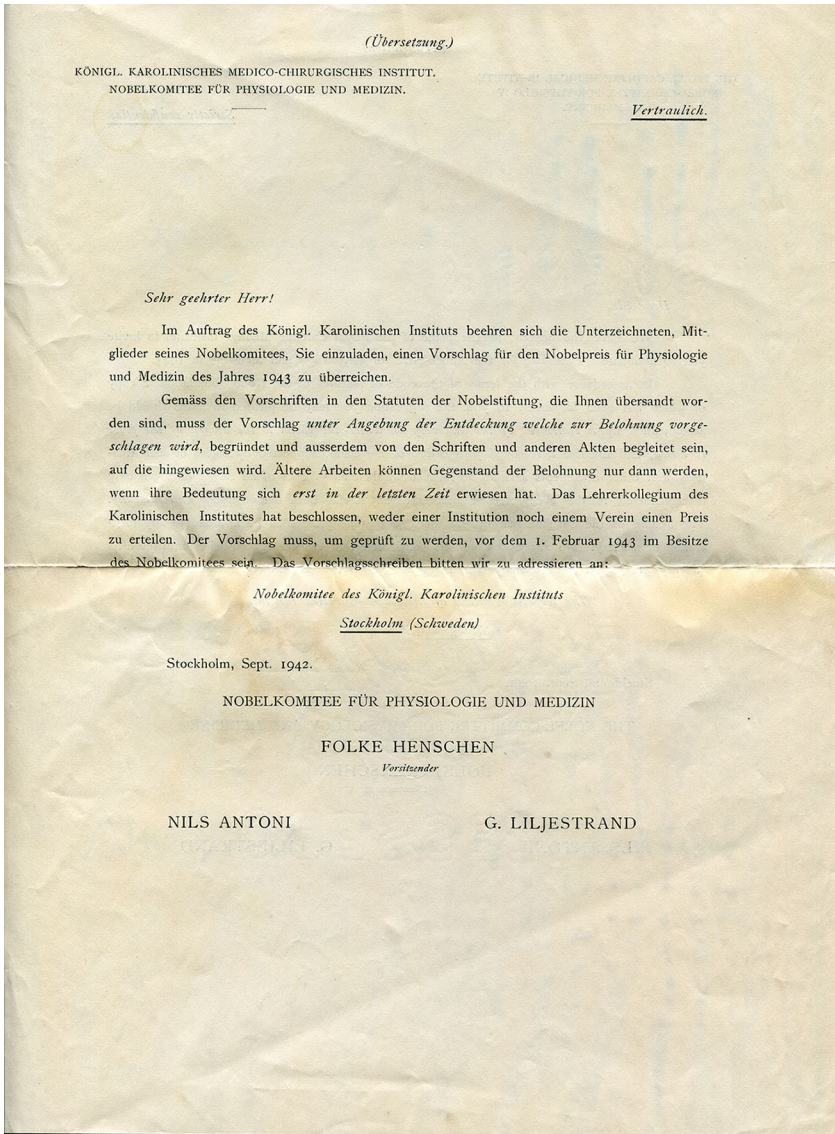 (Übersetzung.)
KÖNIGL. KAROLINISCHES MEDICO-CHIRURGISCHES INSTITUT.
NOBELKOMITEE FÜR PHYSIOLOGIE UND MEDIZIN.
Vertraulich.
Sehr geehrter Herr!
Im Auftrag des Königl. Karolinischen Instituts beehren sich die Unterzeichneten, Mit-
glieder seines Nobelkomitees, Sie einzuladen, einen Vorschlag für den Nobelpreis für Physiologie
und Medizin des Jahres 1943 zu überreichen.
Gemäss den Vorschriften in den Statuten der Nobelstiftung, die Ihnen übersandt wor-
den sind, muss der Vorschlag unter Angebung der Entdeckung welche zur Belohnung vorge-
schlagen wird, begründet und ausserdem von den Schriften und anderen Akten begleitet sein,
auf die hingewiesen wird. Ältere Arbeiten können Gegenstand der Belohnung nur dann werden,
wenn ihre Bedeutung sich erst in der letzten Zeit erwiesen hat. Das Lehrerkollegium des
Karolinischen Institutes hat beschlossen, weder einer Institution noch einem Verein einen Preis
zu erteilen. Der Vorschlag muss, um geprüft zu werden, vor dem 1. Februar 1943 im Besitze
des Nobelkomitees sein. Das Vorschlagsschreiben bitten wir zu adressieren an:
Nobelkomitee des Königl. Karolinischen Instituts
Stockholm (Schweden)
Stockholm, Sept. 1942.
NOBELKOMITEE FÜR PHYSIOLOGIE UND MEDIZIN
FOLKE HENSCHEN
Vorsitzender
NILS ANTONI G. LILJESTRAND